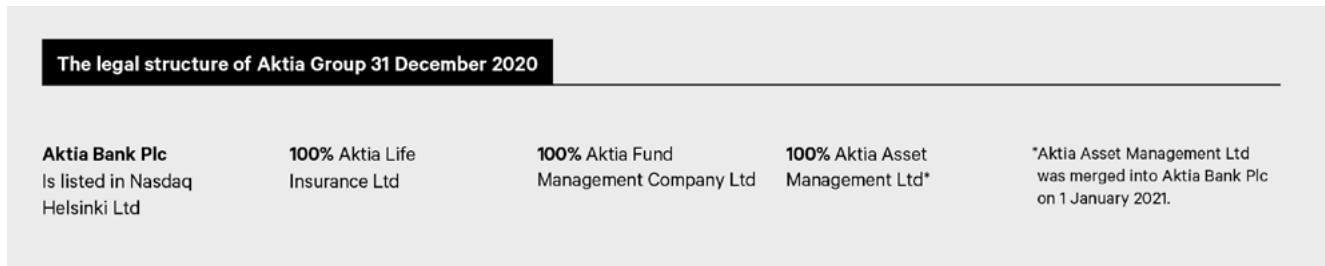 The legal structure of Aktia Group 31 December 2020
Aktia Bank Plc
Is listed in Nasdaq
Helsinki Ltd
100% Aktia Life
Insurance Ltd
100% Aktia Fund
Management Company Ltd
100% Aktia Asset
Management Ltd*
*Aktia Asset Management Ltd
was merged into Aktia Bank Plc
on 1 January 2021.